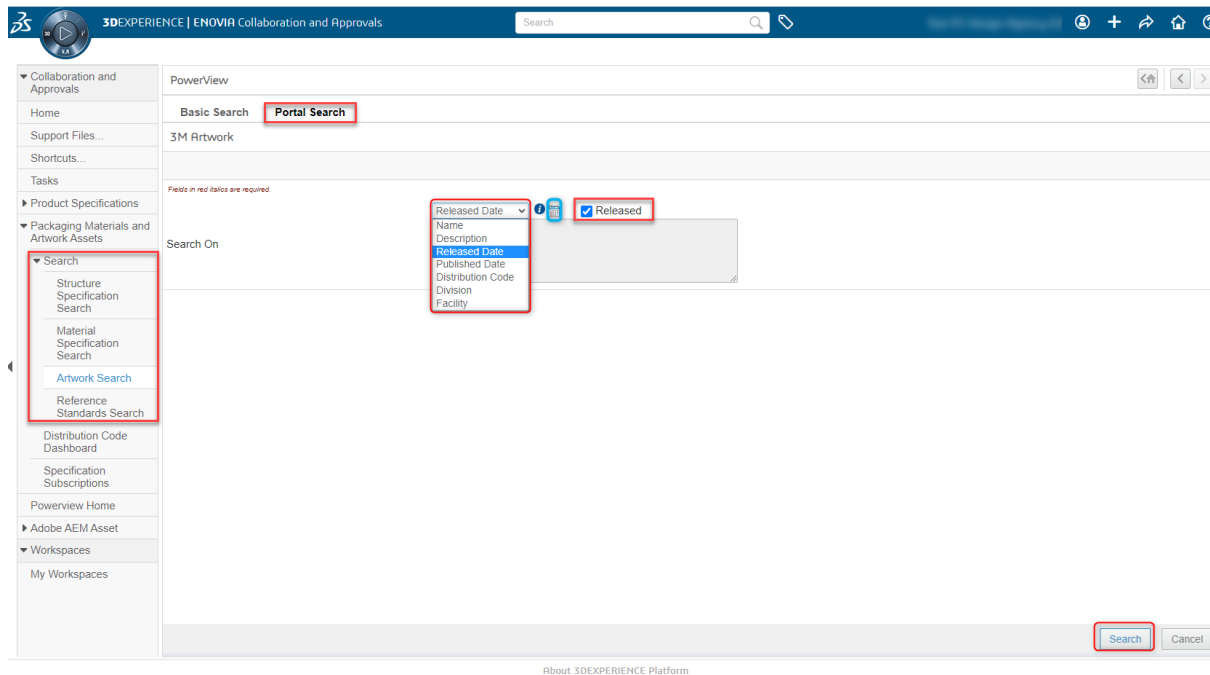 3DEXPERIENCE | ENOVIA Collaboration and Approvals
Search
3D
V.R
Collaboration and
Approvals
Home
Support Files...
Shortcuts...
Tasks
Product Specifications
Packaging Materials and
Artwork Assets
Search
Structure
Specification
Search
Material
Specification
Search
Artwork Search
Reference
Standards Search
Distribution Code
Dashboard
Specification
Subscriptions
Powerview Home
Adobe AEM Asset
Workspaces
My Workspaces
PowerView
Basic Search Portal Search
3M Artwork
Fields in red italics are required.
Released Date Released
Search On
Name
Description
Released Date
Published Date
Distribution Code
Division
Facility
Search Cancel
About 3DEXPERIENCE Platform